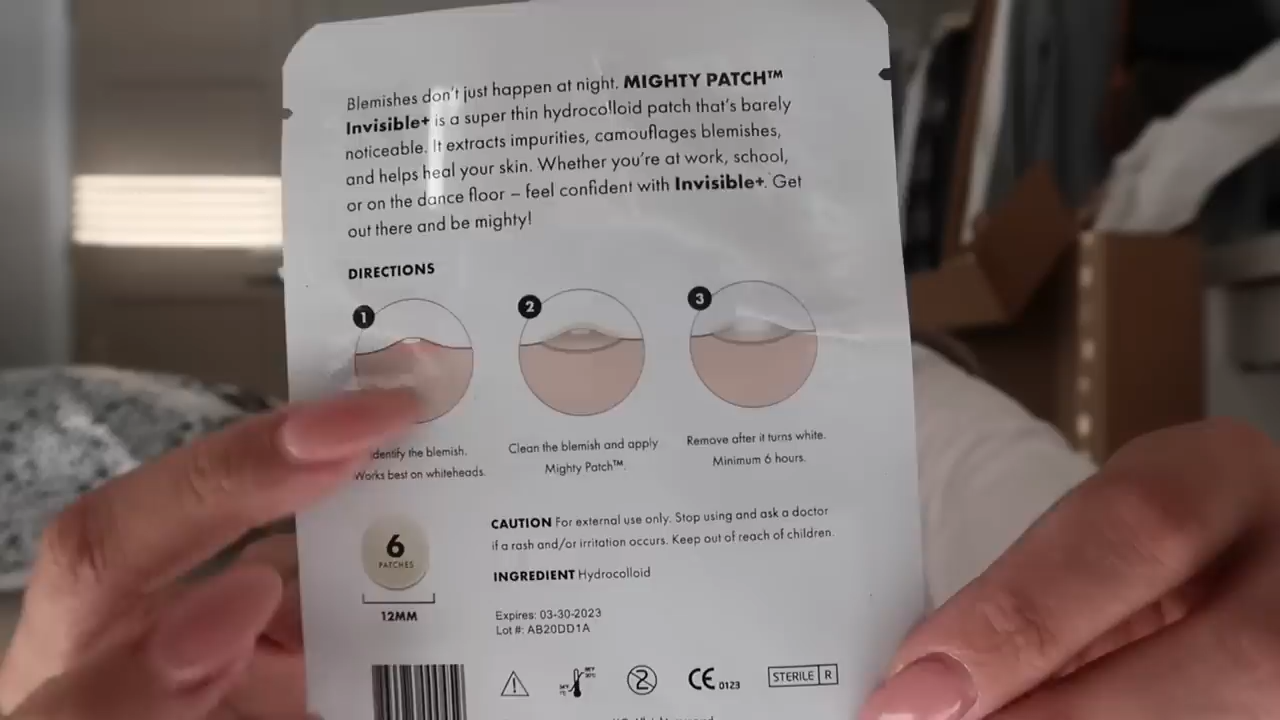 Blemishes don't just happen at night. MIGHTY PATCH™
Invisible+ is a super thin hydrocolloid patch that's barely
noticeable. It extracts impurities, camouflages blemishes,
and helps heal your skin. Whether you're at work, school,
or on the dance floor – feel confident with Invisible+. Get
out there and be mighty!
DIRECTIONS
1
2
3
Identify the blemish.
Works best on whiteheads.
Clean the blemish and apply
Mighty Patch™.
Remove after it turns white.
Minimum 6 hours.
6
PATCHES
12MM
CAUTION For external use only. Stop using and ask a doctor
if a rash and/or irritation occurs. Keep out of reach of children.
INGREDIENT Hydrocolloid
Expires: 03-30-2023
Lot #: AB20DD1A
2
CE 0123
STERILE R